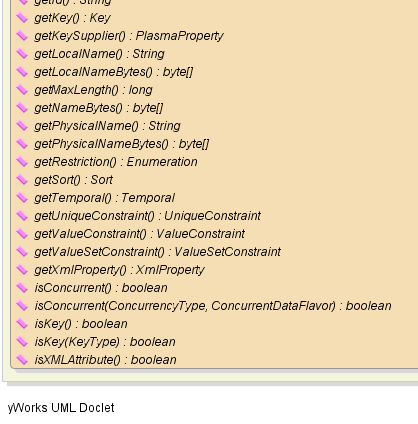 getId() : String
getKey() : Key
getKeySupplier() : PlasmaProperty
getLocalName() : String
getLocalNameBytes() : byte[]
getMaxLength() : long
getNameBytes() : byte[]
getPhysicalName() : String
getPhysicalNameBytes() : byte[]
getRestriction() : Enumeration
getSort() : Sort
getTemporal() : Temporal
getUniqueConstraint() : UniqueConstraint
getValueConstraint() : ValueConstraint
getValueSetConstraint() : ValueSetConstraint
getXmlProperty() : XmlProperty
isConcurrent() : boolean
isConcurrent(ConcurrencyType, ConcurrentDataFlavor) : boolean
isKey() : boolean
isKey(KeyType) : boolean
isXMLAttribute() : boolean
yWorks UML Doclet